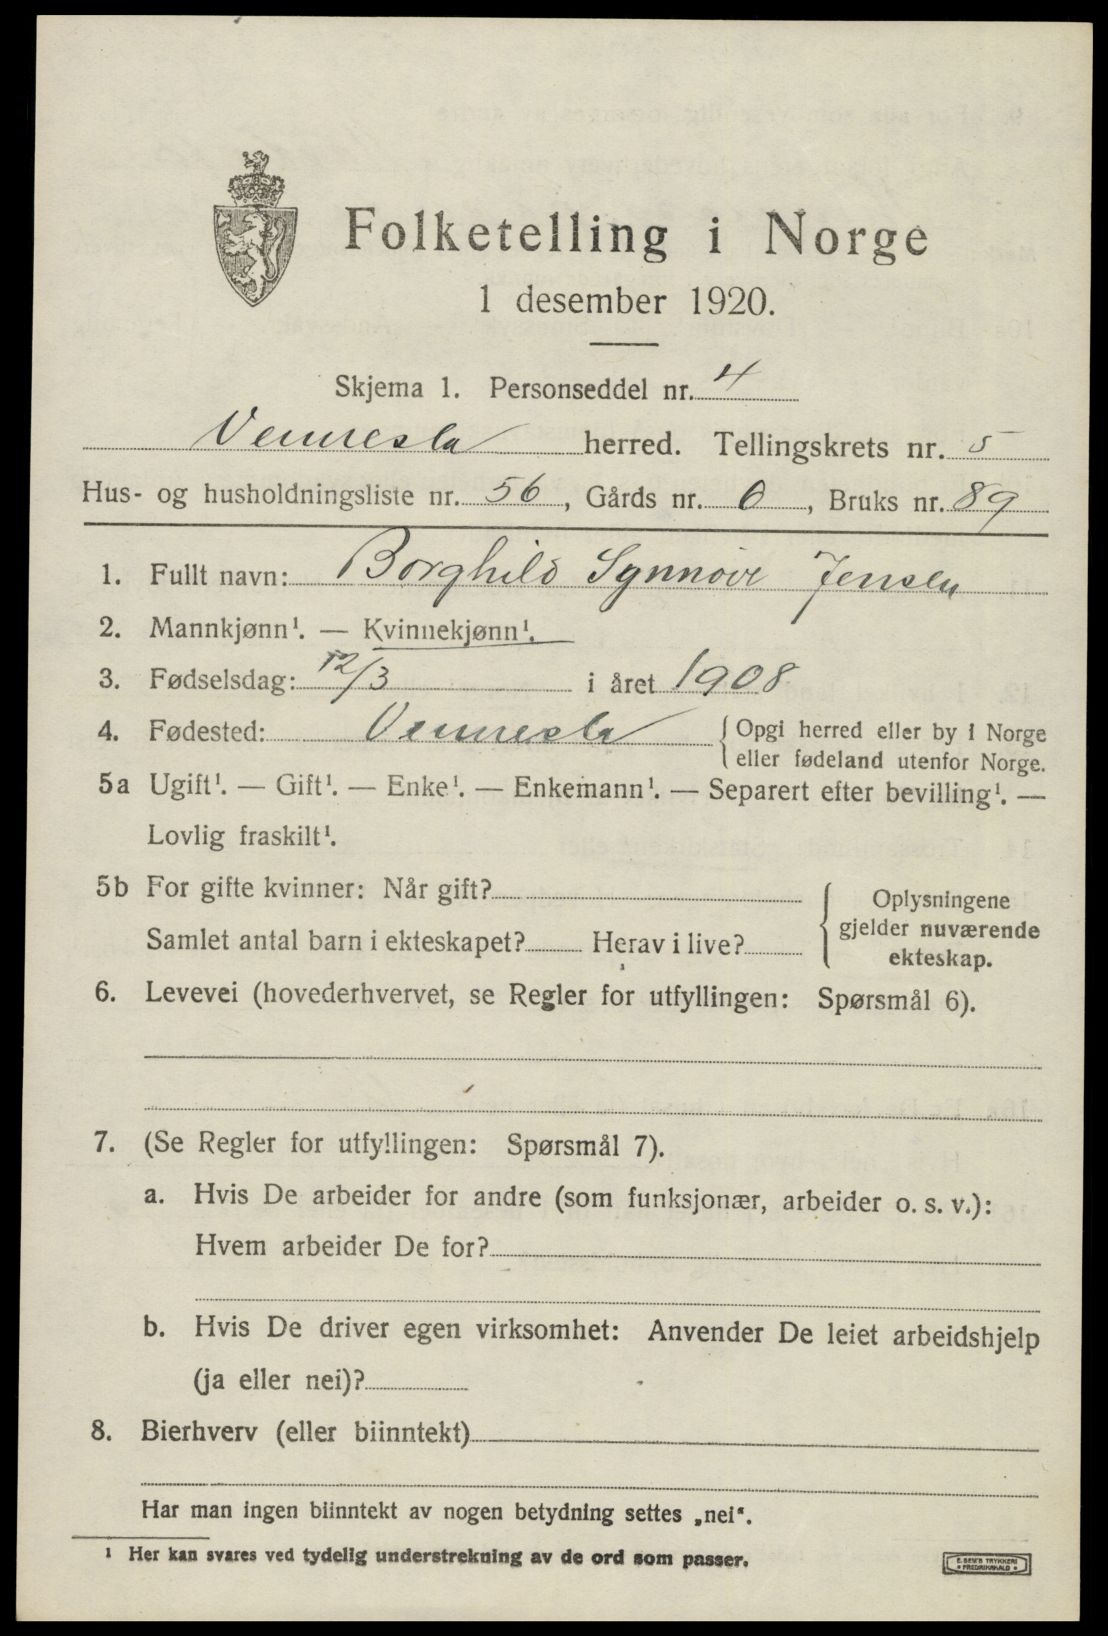 Folketelling i Norge
1 desember 1920.
Skjema 1. Personseddel nr. 4
Vennesla herred. Tellingskrets nr. 5
Hus- og husholdningsliste nr. 56, Gårds nr. 6, Bruks nr. 89
1. Fullt navn: Borghild Synnøve Jensen
2. Mannkjønn¹. — Kvinnekjønn¹.
3. Fødselsdag: 12/3 i året 1908
4. Fødested: Vennesla { Opgi herred eller by i Norge
eller fødeland utenfor Norge.
5a Ugift¹. — Gift¹. — Enke¹. — Enkemann¹. — Separert efter bevilling¹. —
Lovlig fraskilt¹.
5b For gifte kvinner: Når gift?
Samlet antal barn i ekteskapet? Herav i live?
{ Oplysningene
gjelder nuværende
ekteskap.
6. Levevei (hovederhvervet, se Regler for utfyllingen: Spørsmål 6).
7. (Se Regler for utfyllingen: Spørsmål 7).
a. Hvis De arbeider for andre (som funksjonær, arbeider o. s. v.):
Hvem arbeider De for?
b. Hvis De driver egen virksomhet: Anvender De leiet arbeidshjelp
(ja eller nei)?
8. Bierhverv (eller biinntekt)
Har man ingen biinntekt av nogen betydning settes „nei“.
¹ Her kan svares ved tydelig understrekning av de ord som passer.
E. SEM'S TRYKKERI
FREDRIKSHALD